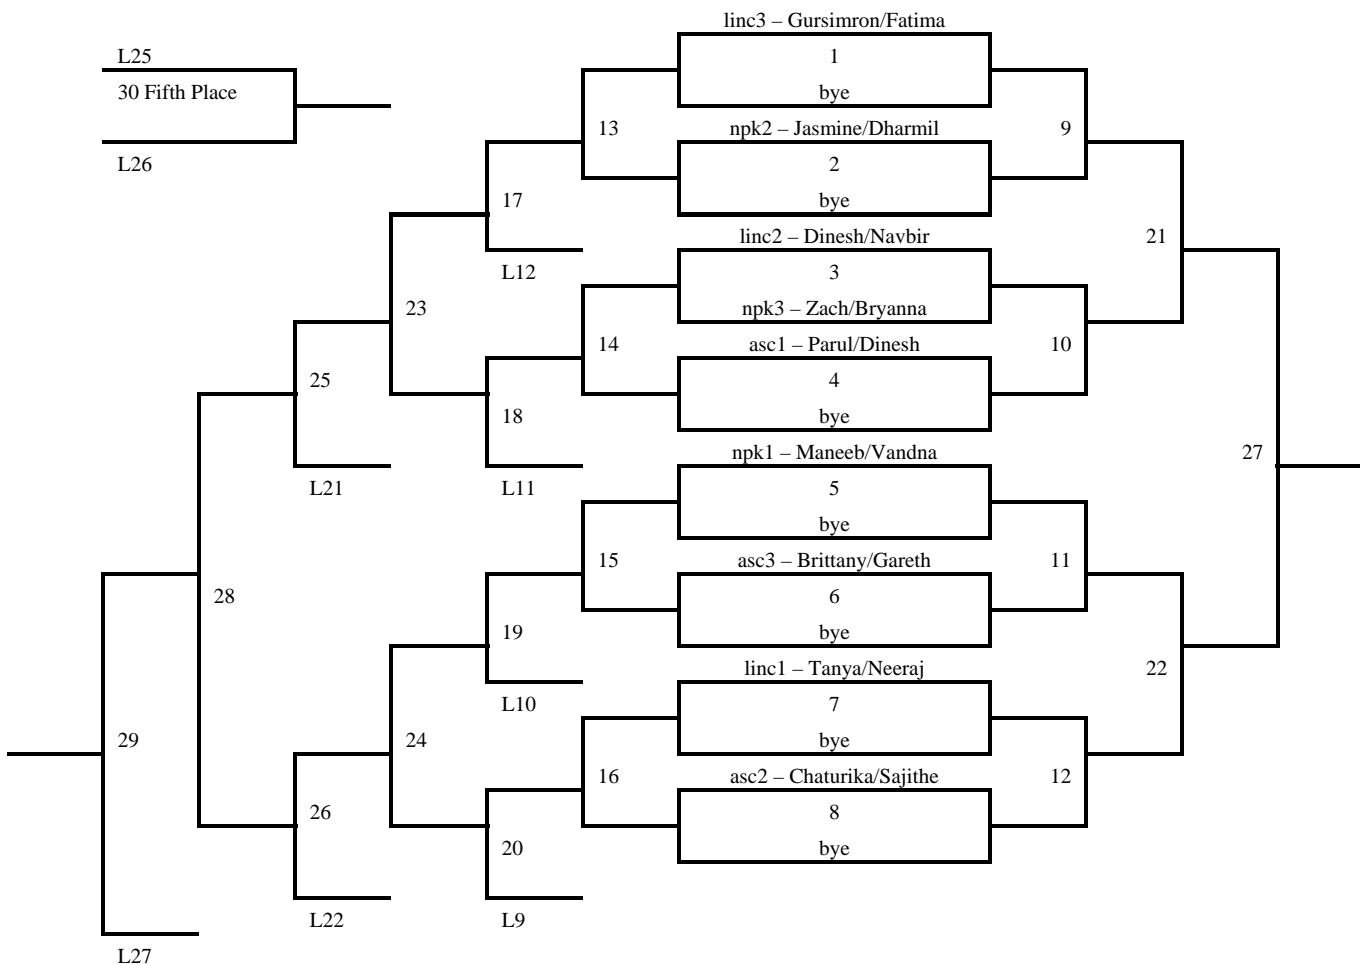 linc3 – Gursimron/Fatima
L25
1
30 Fifth Place
bye
13
npk2 – Jasmine/Dharmil
9
L26
2
17
bye
linc2 – Dinesh/Navbir
21
L12
3
23
npk3 – Zach/Bryanna
14
asc1 – Parul/Dinesh
10
25
4
18
bye
npk1 – Maneeb/Vandna
27
L21
L11
5
bye
15
asc3 – Brittany/Gareth
11
28
6
19
bye
linc1 – Tanya/Neeraj
22
L10
7
29
24
bye
16
asc2 – Chaturika/Sajithe
12
26
8
20
bye
L22
L9
L27